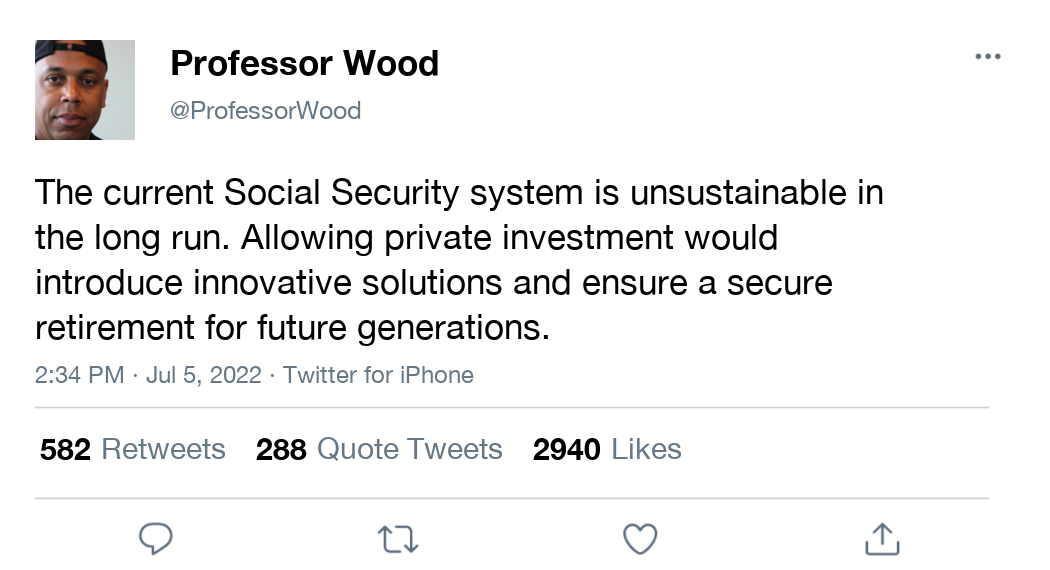 Professor Wood
@ProfessorWood
The current Social Security system is unsustainable in
the long run. Allowing private investment would
introduce innovative solutions and ensure a secure
retirement for future generations.
2:34 PM · Jul 5, 2022 · Twitter for iPhone
582 Retweets 288 Quote Tweets 2940 Likes